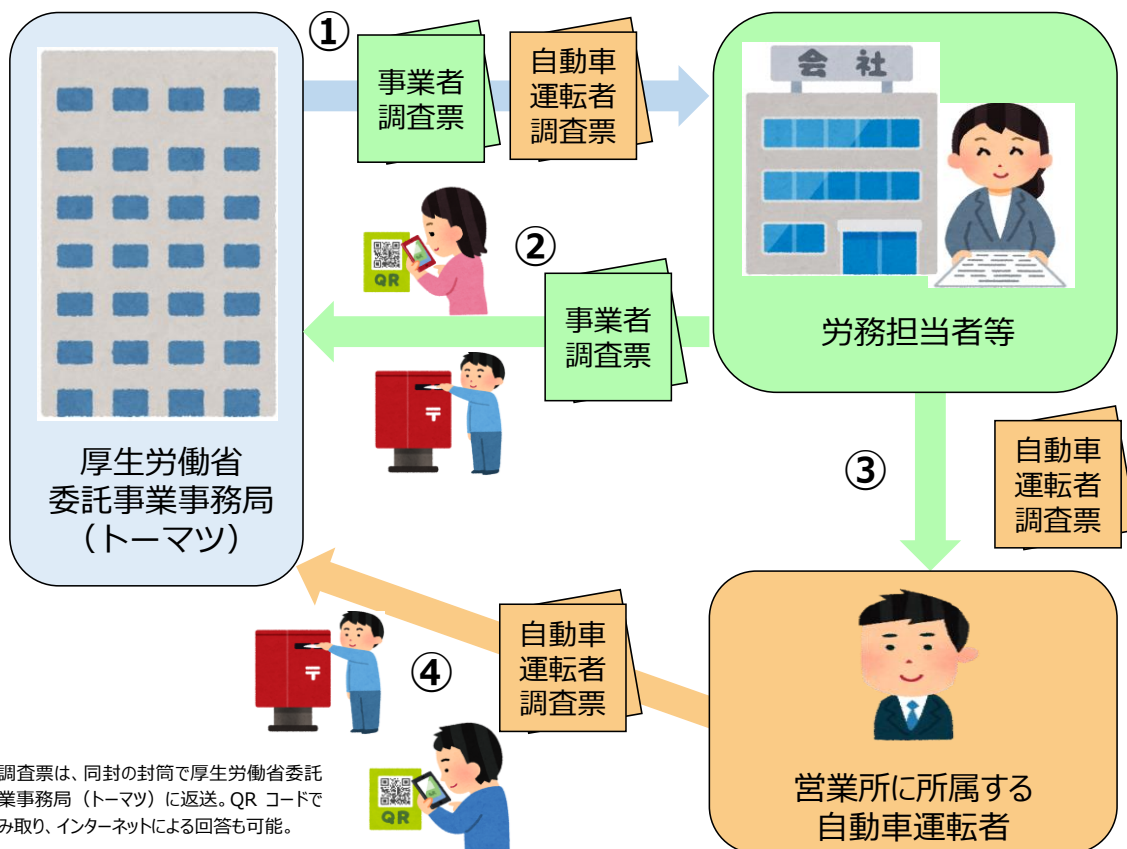 ①
事業者
調査票
自動車
運転者
調査票
会社
労務担当者等
②
QR
事業者
調査票
〒
厚生労働省
委託事業事務局
（トーマツ）
③
自動車
運転者
調査票
④
〒
自動車
運転者
調査票
QR
営業所に所属する
自動車運転者
調査票は、同封の封筒で厚生労働省委託
業事務局（トーマツ）に返送。QR コードで
み取り、インターネットによる回答も可能。